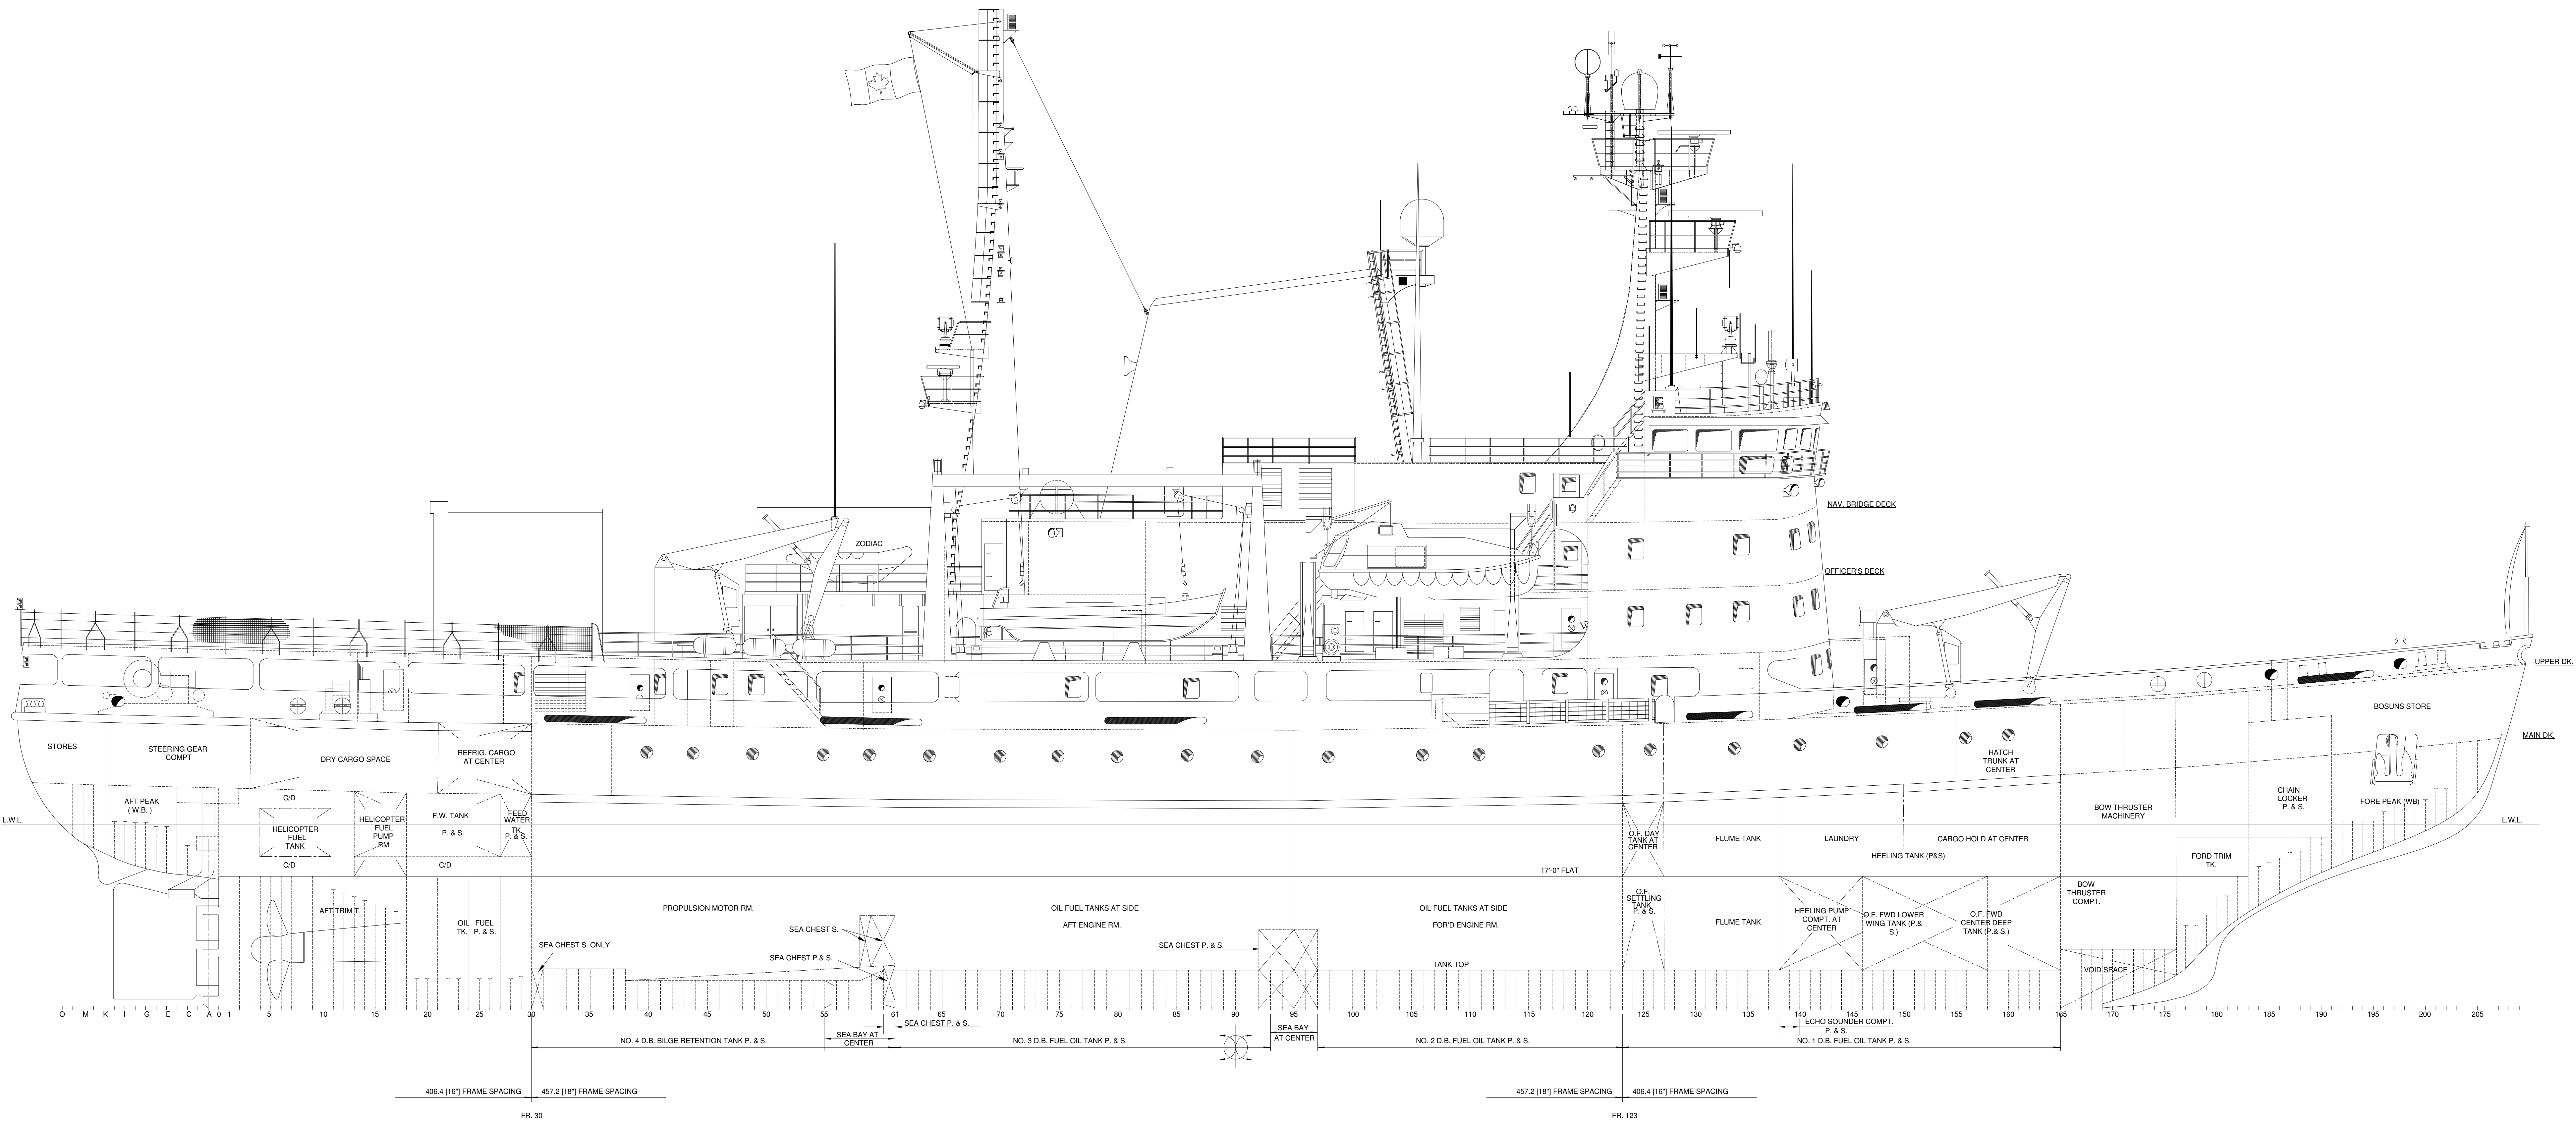 ZODIAC
NAV. BRIDGE DECK
OFFICER'S DECK
UPPER DK.
MAIN DK.
BOSUNS STORE
STORES
STEERING GEAR
COMPT
DRY CARGO SPACE
REFRIG. CARGO
AT CENTER
HATCH
TRUNK AT
CENTER
AFT PEAK
( W.B. )
C/D
HELICOPTER
FUEL
TANK
C/D
HELICOPTER
FUEL
PUMP
RM
F.W. TANK
P. & S.
C/D
FEED
WATER
TK.
P. & S.
L.W.L.
O.F. DAY
TANK AT
CENTER
FLUME TANK
LAUNDRY
CARGO HOLD AT CENTER
HEELING TANK (P&S)
BOW THRUSTER
MACHINERY
CHAIN
LOCKER
P. & S.
FORE PEAK (WB)
L.W.L.
FORD TRIM
TK.
17'-0" FLAT
AFT TRIM T.
OIL FUEL
TK. P. & S.
PROPULSION MOTOR RM.
SEA CHEST S. ONLY
SEA CHEST S.
SEA CHEST P.& S.
OIL FUEL TANKS AT SIDE
AFT ENGINE RM.
SEA CHEST P. & S.
OIL FUEL TANKS AT SIDE
FOR'D ENGINE RM.
TANK TOP
O.F.
SETTLING
TANK
P. & S.
FLUME TANK
HEELING PUMP
COMPT. AT
CENTER
O.F. FWD LOWER
WING TANK (P.&
S.)
O.F. FWD
CENTER DEEP
TANK (P.& S.)
BOW
THRUSTER
COMPT.
VOID SPACE
O M K I G E C A 0 1 5 10 15 20 25 30 35 40 45 50 55 61 65 70 75 80 85 90 95 100 105 110 115 120 125 130 135 140 145 150 155 160 165 170 175 180 185 190 195 200 205
SEA CHEST P. & S.
SEA BAY AT
CENTER
SEA BAY
AT CENTER
ECHO SOUNDER COMPT.
P. & S.
NO. 4 D.B. BILGE RETENTION TANK P. & S.
NO. 3 D.B. FUEL OIL TANK P. & S.
NO. 2 D.B. FUEL OIL TANK P. & S.
NO. 1 D.B. FUEL OIL TANK P. & S.
406.4 [16"] FRAME SPACING
457.2 [18"] FRAME SPACING
457.2 [18"] FRAME SPACING
406.4 [16"] FRAME SPACING
FR. 30
FR. 123